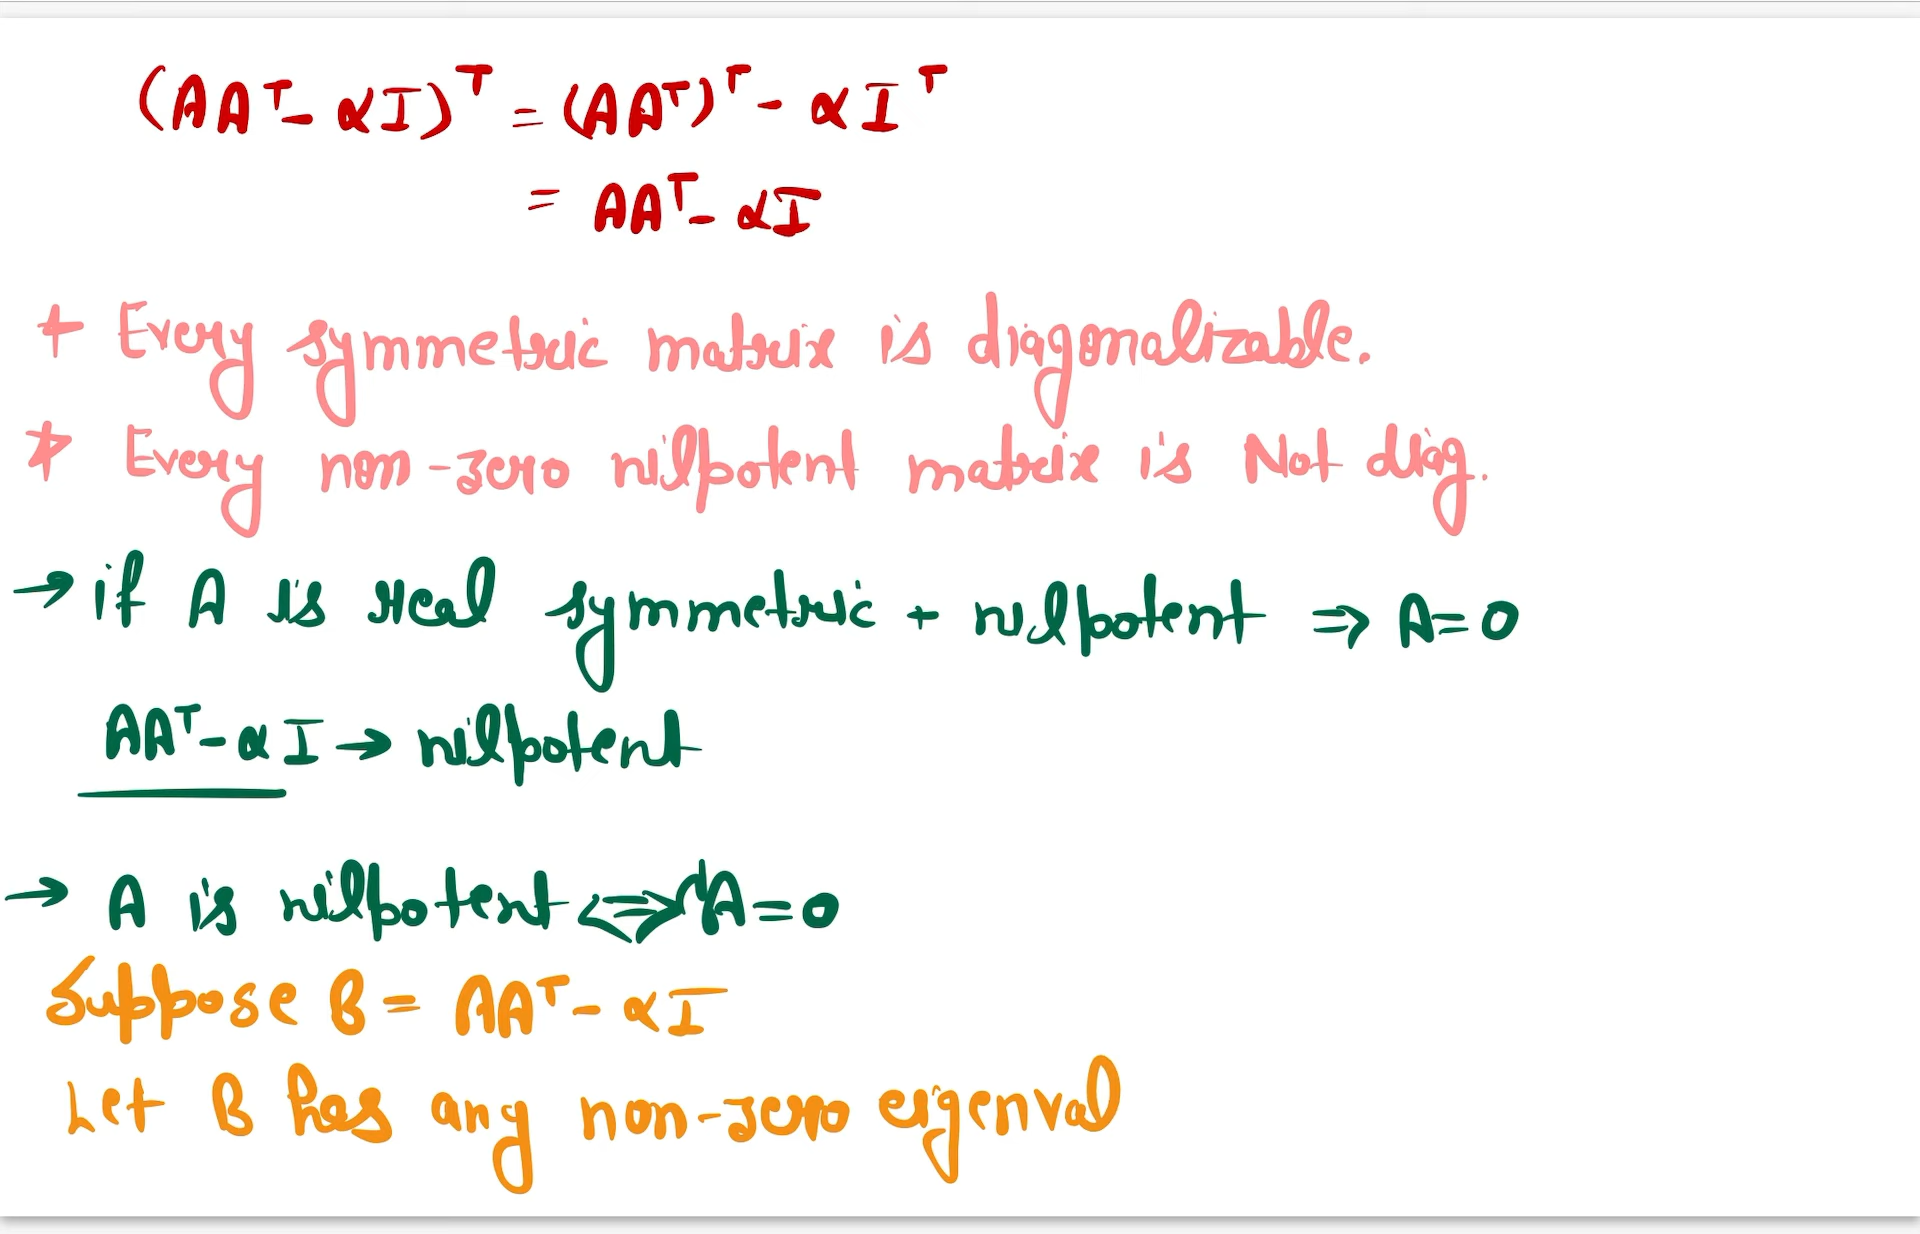 (AAᵀ - αI)ᵀ = (AAᵀ)ᵀ - αIᵀ
= AAᵀ - αI
* Every symmetric matrix is diagonalizable.
* Every non-zero nilpotent matrix is Not diag.
→ if A is real symmetric + nilpotent ⇒ A=0
AAᵀ - αI → nilpotent
→ A is nilpotent ⇔ A=0
Suppose B = AAᵀ - αI
Let B has any non-zero eigenval